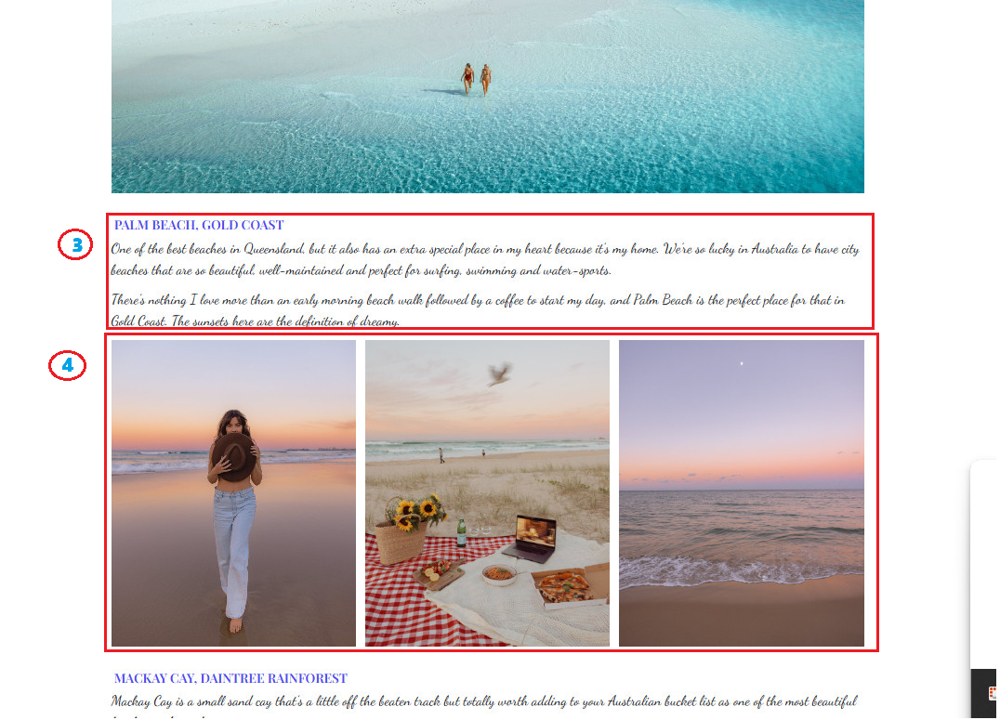 3
PALM BEACH, GOLD COAST
One of the best beaches in Queensland, but it also has an extra special place in my heart because it's my home. We're so lucky in Australia to have city
beaches that are so beautiful, well-maintained and perfect for surfing, swimming and water-sports.
There's nothing I love more than an early morning beach walk followed by a coffee to start my day, and Palm Beach is the perfect place for that in
Gold Coast. The sunsets here are the definition of dreamy.
4
MACKAY CAY, DAINTREE RAINFOREST
Mackay Cay is a small sand cay that's a little off the beaten track but totally worth adding to your Australian bucket list as one of the most beautiful